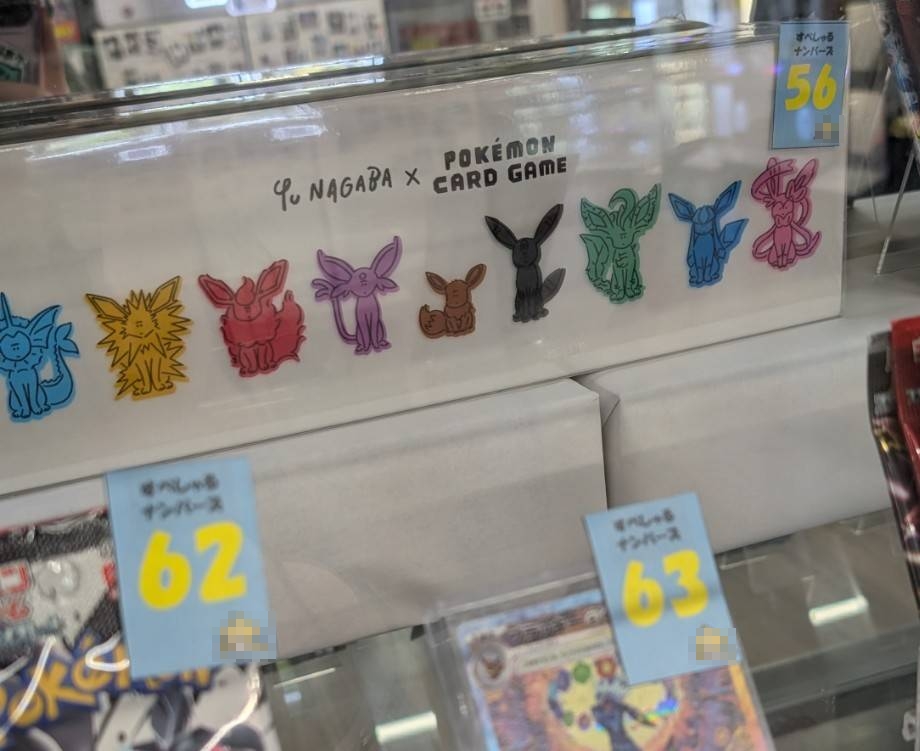 すぺしゃる
ナンバーズ
56
Yu NAGABA × POKÉMON
CARD GAME
すぺしゃる
ナンバーズ
62
すぺしゃる
ナンバーズ
63
Pokém